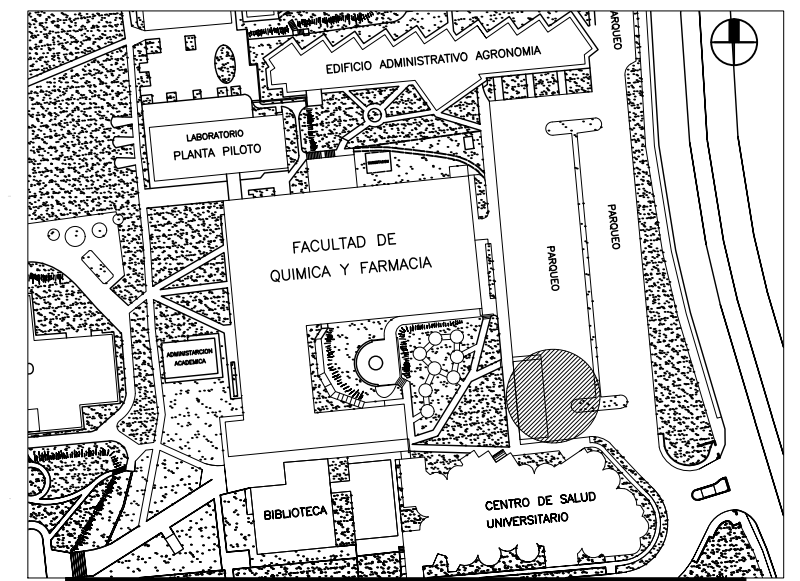 PARQUEO
EDIFICIO ADMINISTRATIVO AGRONOMIA
LABORATORIO
PLANTA PILOTO
FACULTAD DE
QUIMICA Y FARMACIA
PARQUEO
PARQUEO
ADMINISTARCION
ACADEMICA
BIBLIOTECA
CENTRO DE SALUD
UNIVERSITARIO